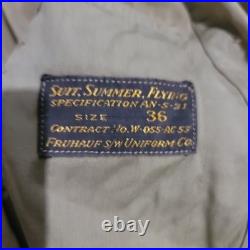 SUIT, SUMMER, FLYING
SPECIFICATION AN-S-31
SIZE 36
CONTRACT NO. W-055-AC 53
FRUHAUF S/W UNIFORM CO.